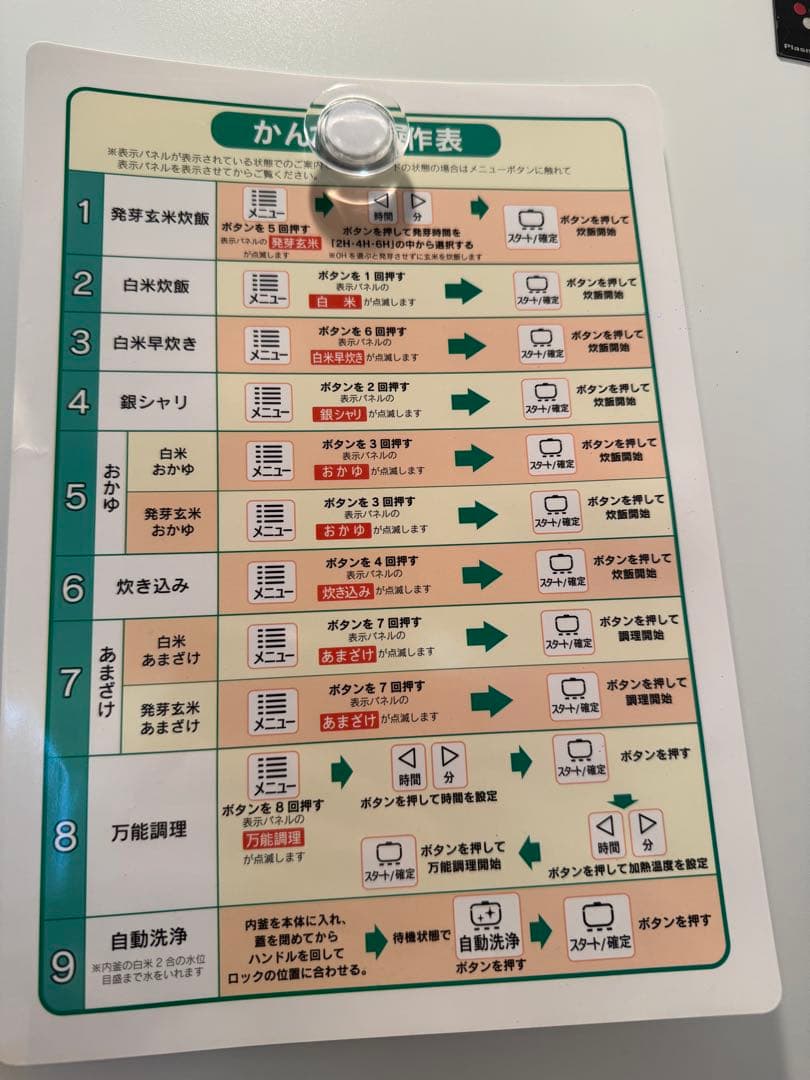 Plasm
かん 作表
※表示パネルが表示されている状態でのご案内 ドの状態の場合はメニューボタンに触れて
表示パネルを表示させてからご覧ください。
1 発芽玄米炊飯
メニュー
ボタンを5回押す
表示パネルの 発芽玄米
が点滅します
時間 分
ボタンを押して発芽時間を
「2H・4H・6H」の中から選択する
※0Hを選ぶと発芽させずに玄米を炊飯します
スタート/確定
ボタンを押して
炊飯開始
2 白米炊飯
メニュー
ボタンを1回押す
表示パネルの
白 米 が点滅します
スタート/確定
ボタンを押して
炊飯開始
3 白米早炊き
メニュー
ボタンを6回押す
表示パネルの
白米早炊き が点滅します
スタート/確定
ボタンを押して
炊飯開始
4 銀シャリ
メニュー
ボタンを2回押す
表示パネルの
銀シャリ が点滅します
スタート/確定
ボタンを押して
炊飯開始
5 おかゆ
白米
おかゆ
メニュー
ボタンを3回押す
表示パネルの
おかゆ が点滅します
スタート/確定
ボタンを押して
炊飯開始
発芽玄米
おかゆ
メニュー
ボタンを3回押す
表示パネルの
おかゆ が点滅します
スタート/確定
ボタンを押して
炊飯開始
6 炊き込み
メニュー
ボタンを4回押す
表示パネルの
炊き込み が点滅します
スタート/確定
ボタンを押して
炊飯開始
7 あまざけ
白米
あまざけ
メニュー
ボタンを7回押す
表示パネルの
あまざけ が点滅します
スタート/確定
ボタンを押して
調理開始
発芽玄米
あまざけ
メニュー
ボタンを7回押す
表示パネルの
あまざけ が点滅します
スタート/確定
ボタンを押して
調理開始
8 万能調理
メニュー
ボタンを8回押す
表示パネルの
万能調理
が点滅します
時間 分
ボタンを押して時間を設定
スタート/確定
ボタンを押す
時間 分
ボタンを押して加熱温度を設定
スタート/確定
ボタンを押して
万能調理開始
9 自動洗浄
※内釜の白米2合の水位
目盛まで水をいれます
内釜を本体に入れ、
蓋を閉めてから
ハンドルを回して
ロックの位置に合わせる。
待機状態で
自動洗浄
ボタンを押す
スタート/確定
ボタンを押す